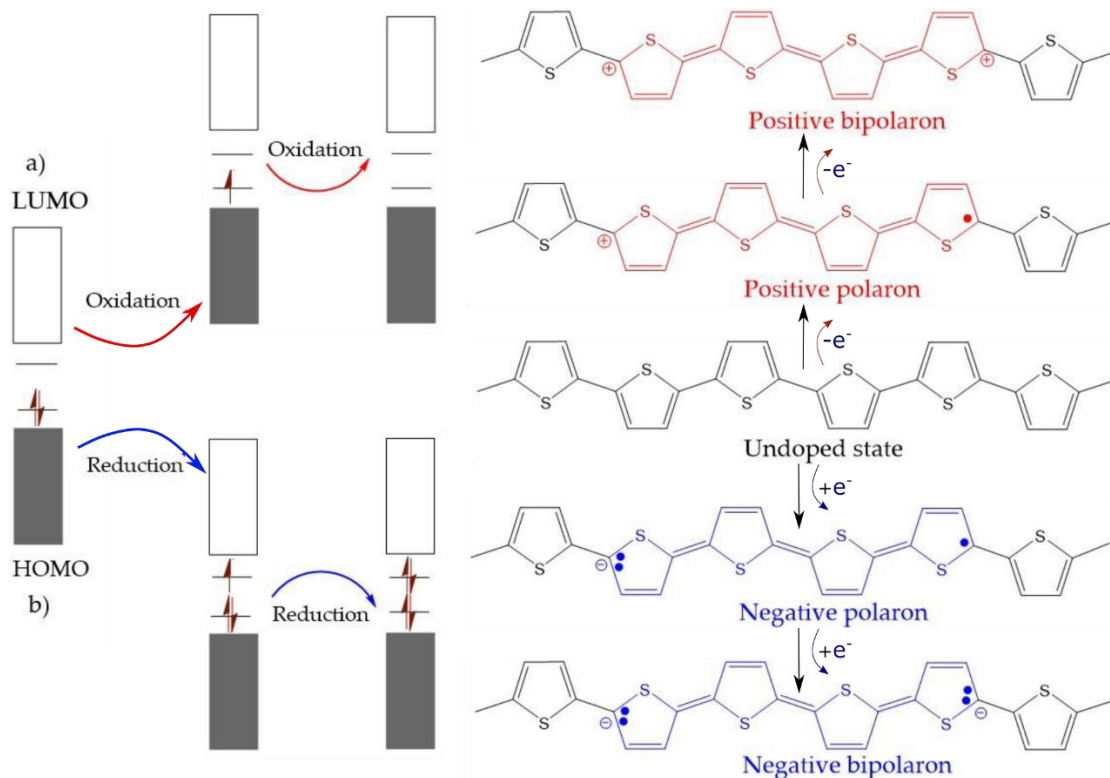 a)
LUMO
HOMO
b)
Oxidation
Oxidation
Reduction
Reduction
S S S S S S
⊕ ⊕
Positive bipolaron
-e⁻
S S S S S S
⊕
Positive polaron
-e⁻
S S S S S S
Undoped state
+e⁻
S S S S S S
⊖
Negative polaron
+e⁻
S S S S S S
⊖ ⊖
Negative bipolaron